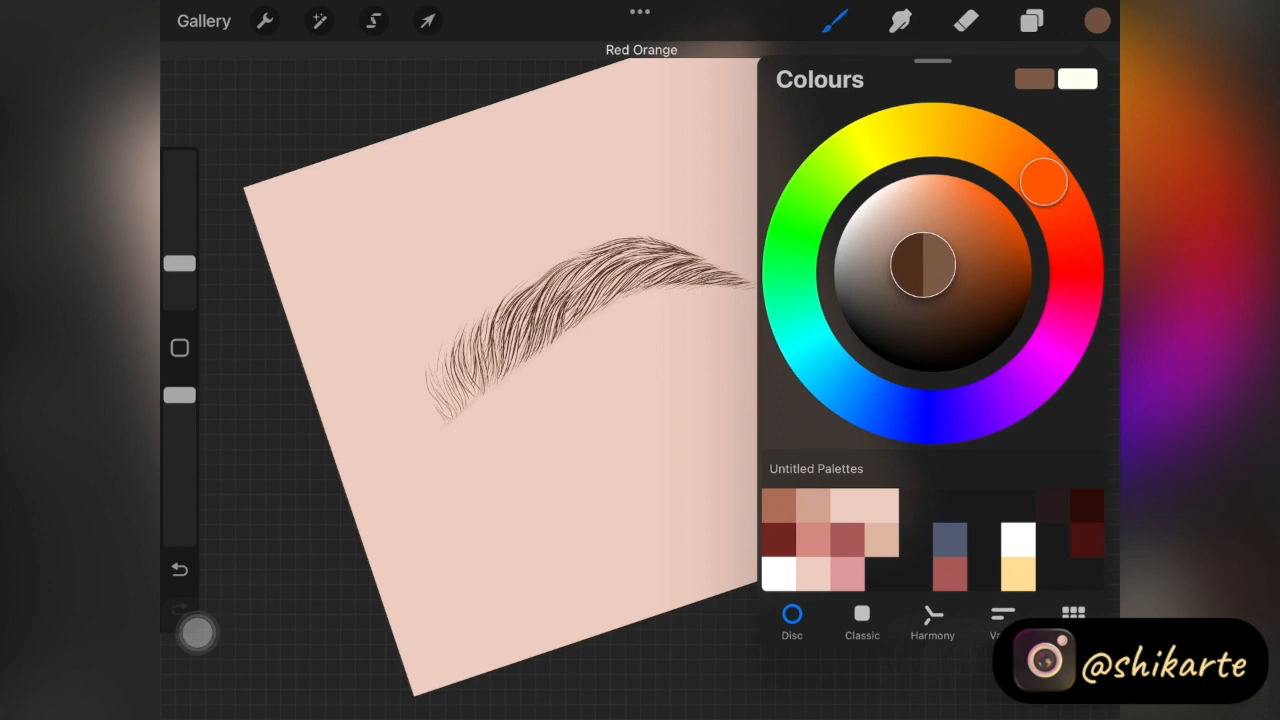 Gallery
Red Orange
Colours
Untitled Palettes
Disc
Classic
Harmony
@shikarte